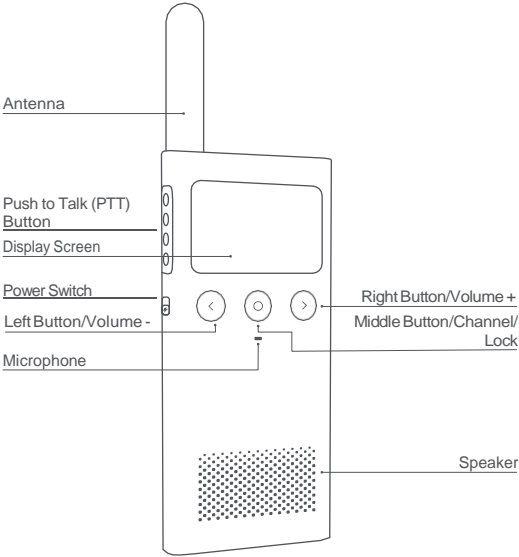 Antenna
Push to Talk (PTT)
Button
Display Screen
Power Switch
Left Button/Volume -
Microphone
Right Button/Volume +
Middle Button/Channel/
Lock
Speaker